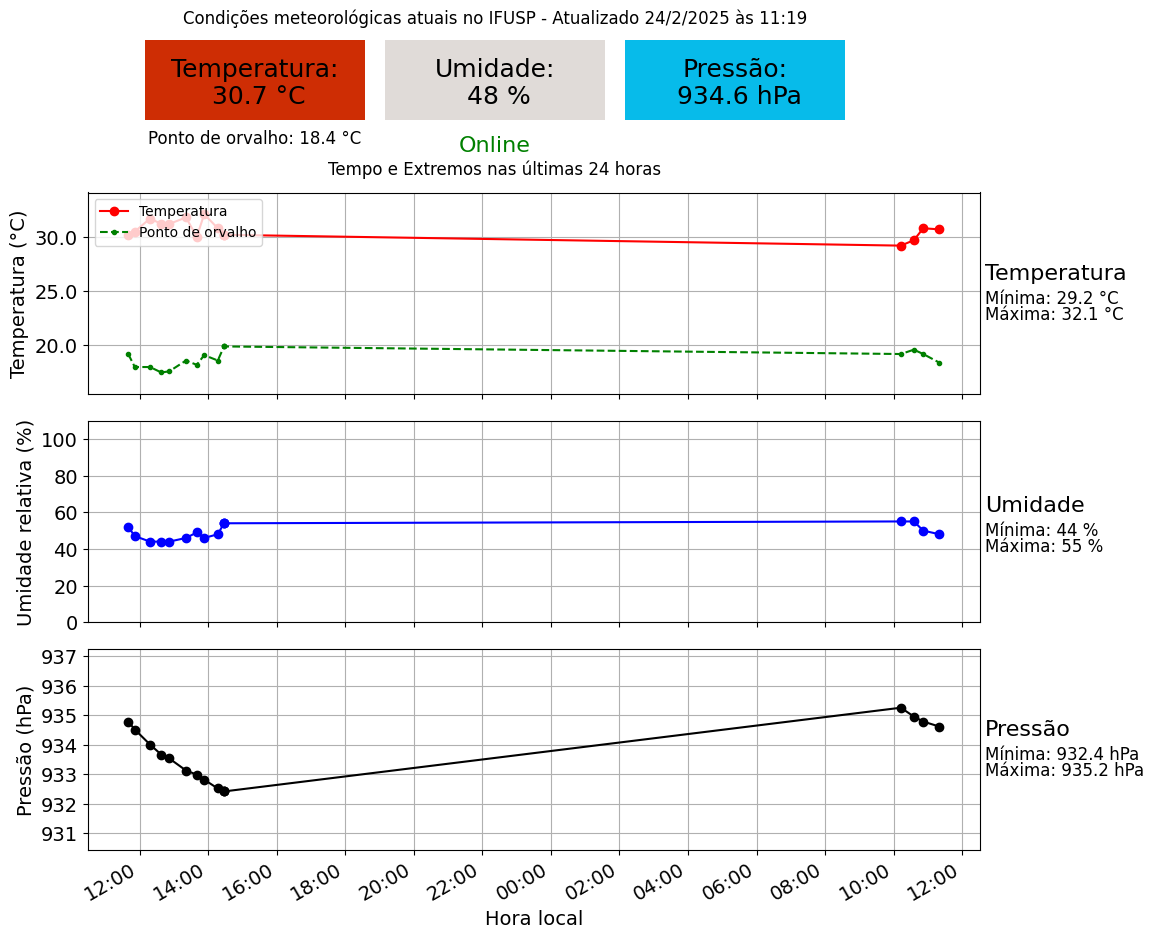 Condições meteorológicas atuais no IFUSP - Atualizado 24/2/2025 às 11:19
Temperatura:
30.7 °C
Umidade:
48 %
Pressão:
934.6 hPa
Ponto de orvalho: 18.4 °C
Online
Tempo e Extremos nas últimas 24 horas
Temperatura (°C)
30.0
25.0
20.0
Temperatura
Ponto de orvalho
Temperatura
Mínima: 29.2 °C
Máxima: 32.1 °C
Umidade relativa (%)
100
80
60
40
20
0
Umidade
Mínima: 44 %
Máxima: 55 %
Pressão (hPa)
937
936
935
934
933
932
931
Pressão
Mínima: 932.4 hPa
Máxima: 935.2 hPa
12:00
14:00
16:00
18:00
20:00
22:00
00:00
02:00
04:00
06:00
08:00
10:00
12:00
Hora local